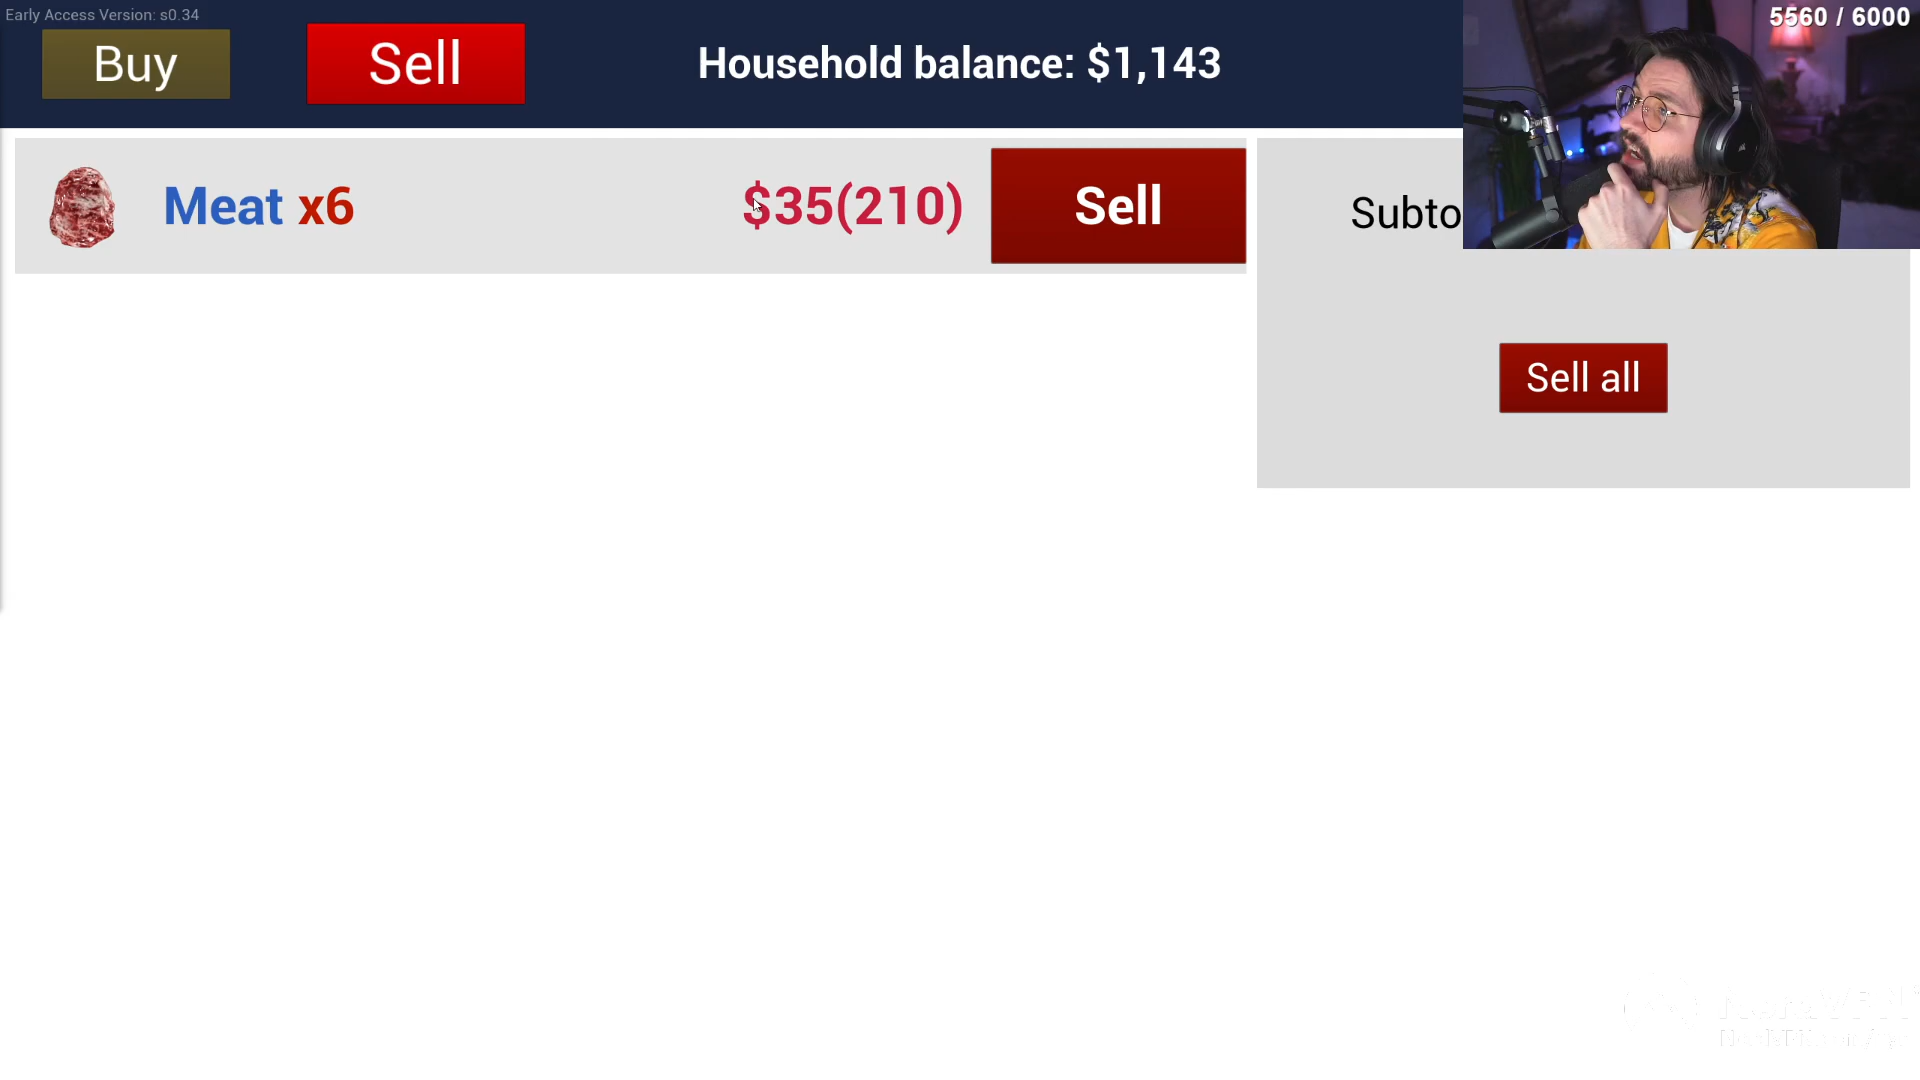 Early Access Version: s0.34
5560 / 6000
Buy
Sell
Household balance: $1,143
Meat x6
$35(210)
Sell
Subto
Sell all